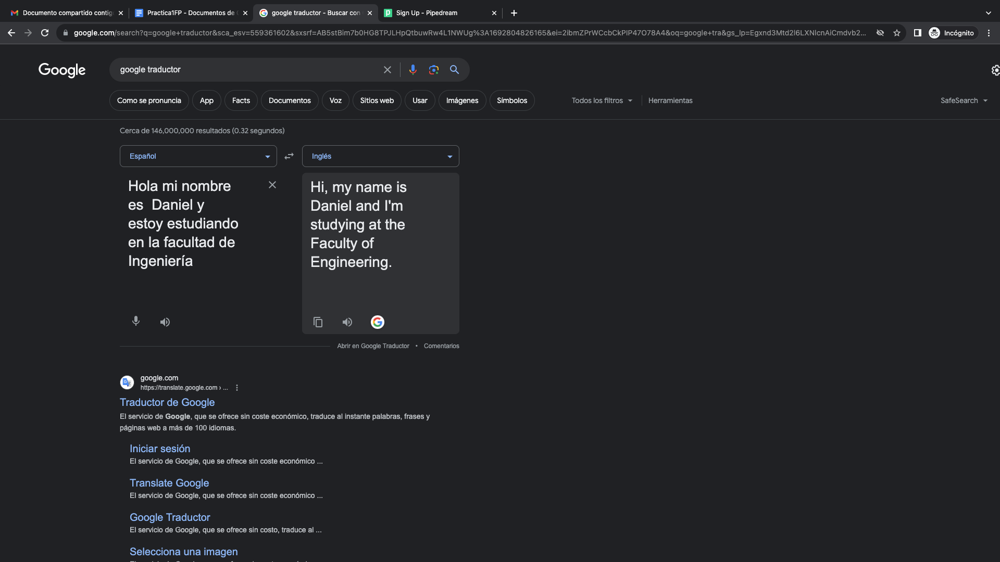 Documento compartido contig
Practica1FP - Documentos de
google traductor - Buscar con
Sign Up - Pipedream
google.com/search?q=google+traductor&sca_esv=559361602&sxsrf=AB5stBim7b0HG8TPJLHpQtbuwRw4L1NWUg%3A1692804826165&ei=2ibmZPrWCcbCkPIP47O78A4&oq=google+tra&gs_lp=Egxnd3Mtd2l6LXNlcnAiCmdvb2...
Incógnito
Google
google traductor
Como se pronuncia
App
Facts
Documentos
Voz
Sitios web
Usar
Imágenes
Símbolos
Todos los filtros
Herramientas
SafeSearch
Cerca de 146,000,000 resultados (0.32 segundos)
Español
Inglés
Hola mi nombre
es  Daniel y
estoy estudiando
en la facultad de
Ingeniería
Hi, my name is
Daniel and I'm
studying at the
Faculty of
Engineering.
Abrir en Google Traductor • Comentarios
google.com
https://translate.google.com › ...
Traductor de Google
El servicio de Google, que se ofrece sin coste económico, traduce al instante palabras, frases y
páginas web a más de 100 idiomas.
Iniciar sesión
El servicio de Google, que se ofrece sin coste económico ...
Translate Google
El servicio de Google, que se ofrece sin coste económico ...
Google Traductor
El servicio de Google, que se ofrece sin costo, traduce al ...
Selecciona una imagen